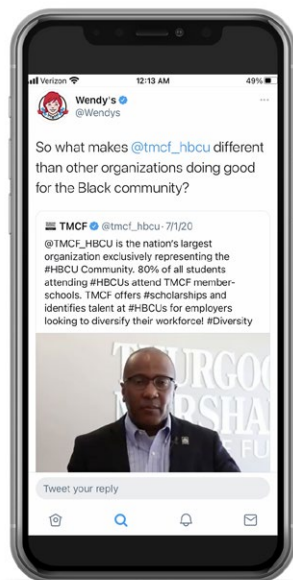 Verizon 12:13 AM 49%
Wendy's
@Wendys
So what makes @tmcf_hbcu different
than other organizations doing good
for the Black community?
TMCF @tmcf_hbcu·7/1/20
@TMCF_HBCU is the nation's largest
organization exclusively representing the
#HBCU Community. 80% of all students
attending #HBCUs attend TMCF member-
schools. TMCF offers #scholarships and
identifies talent at #HBCUs for employers
looking to diversify their workforce! #Diversity
Tweet your reply